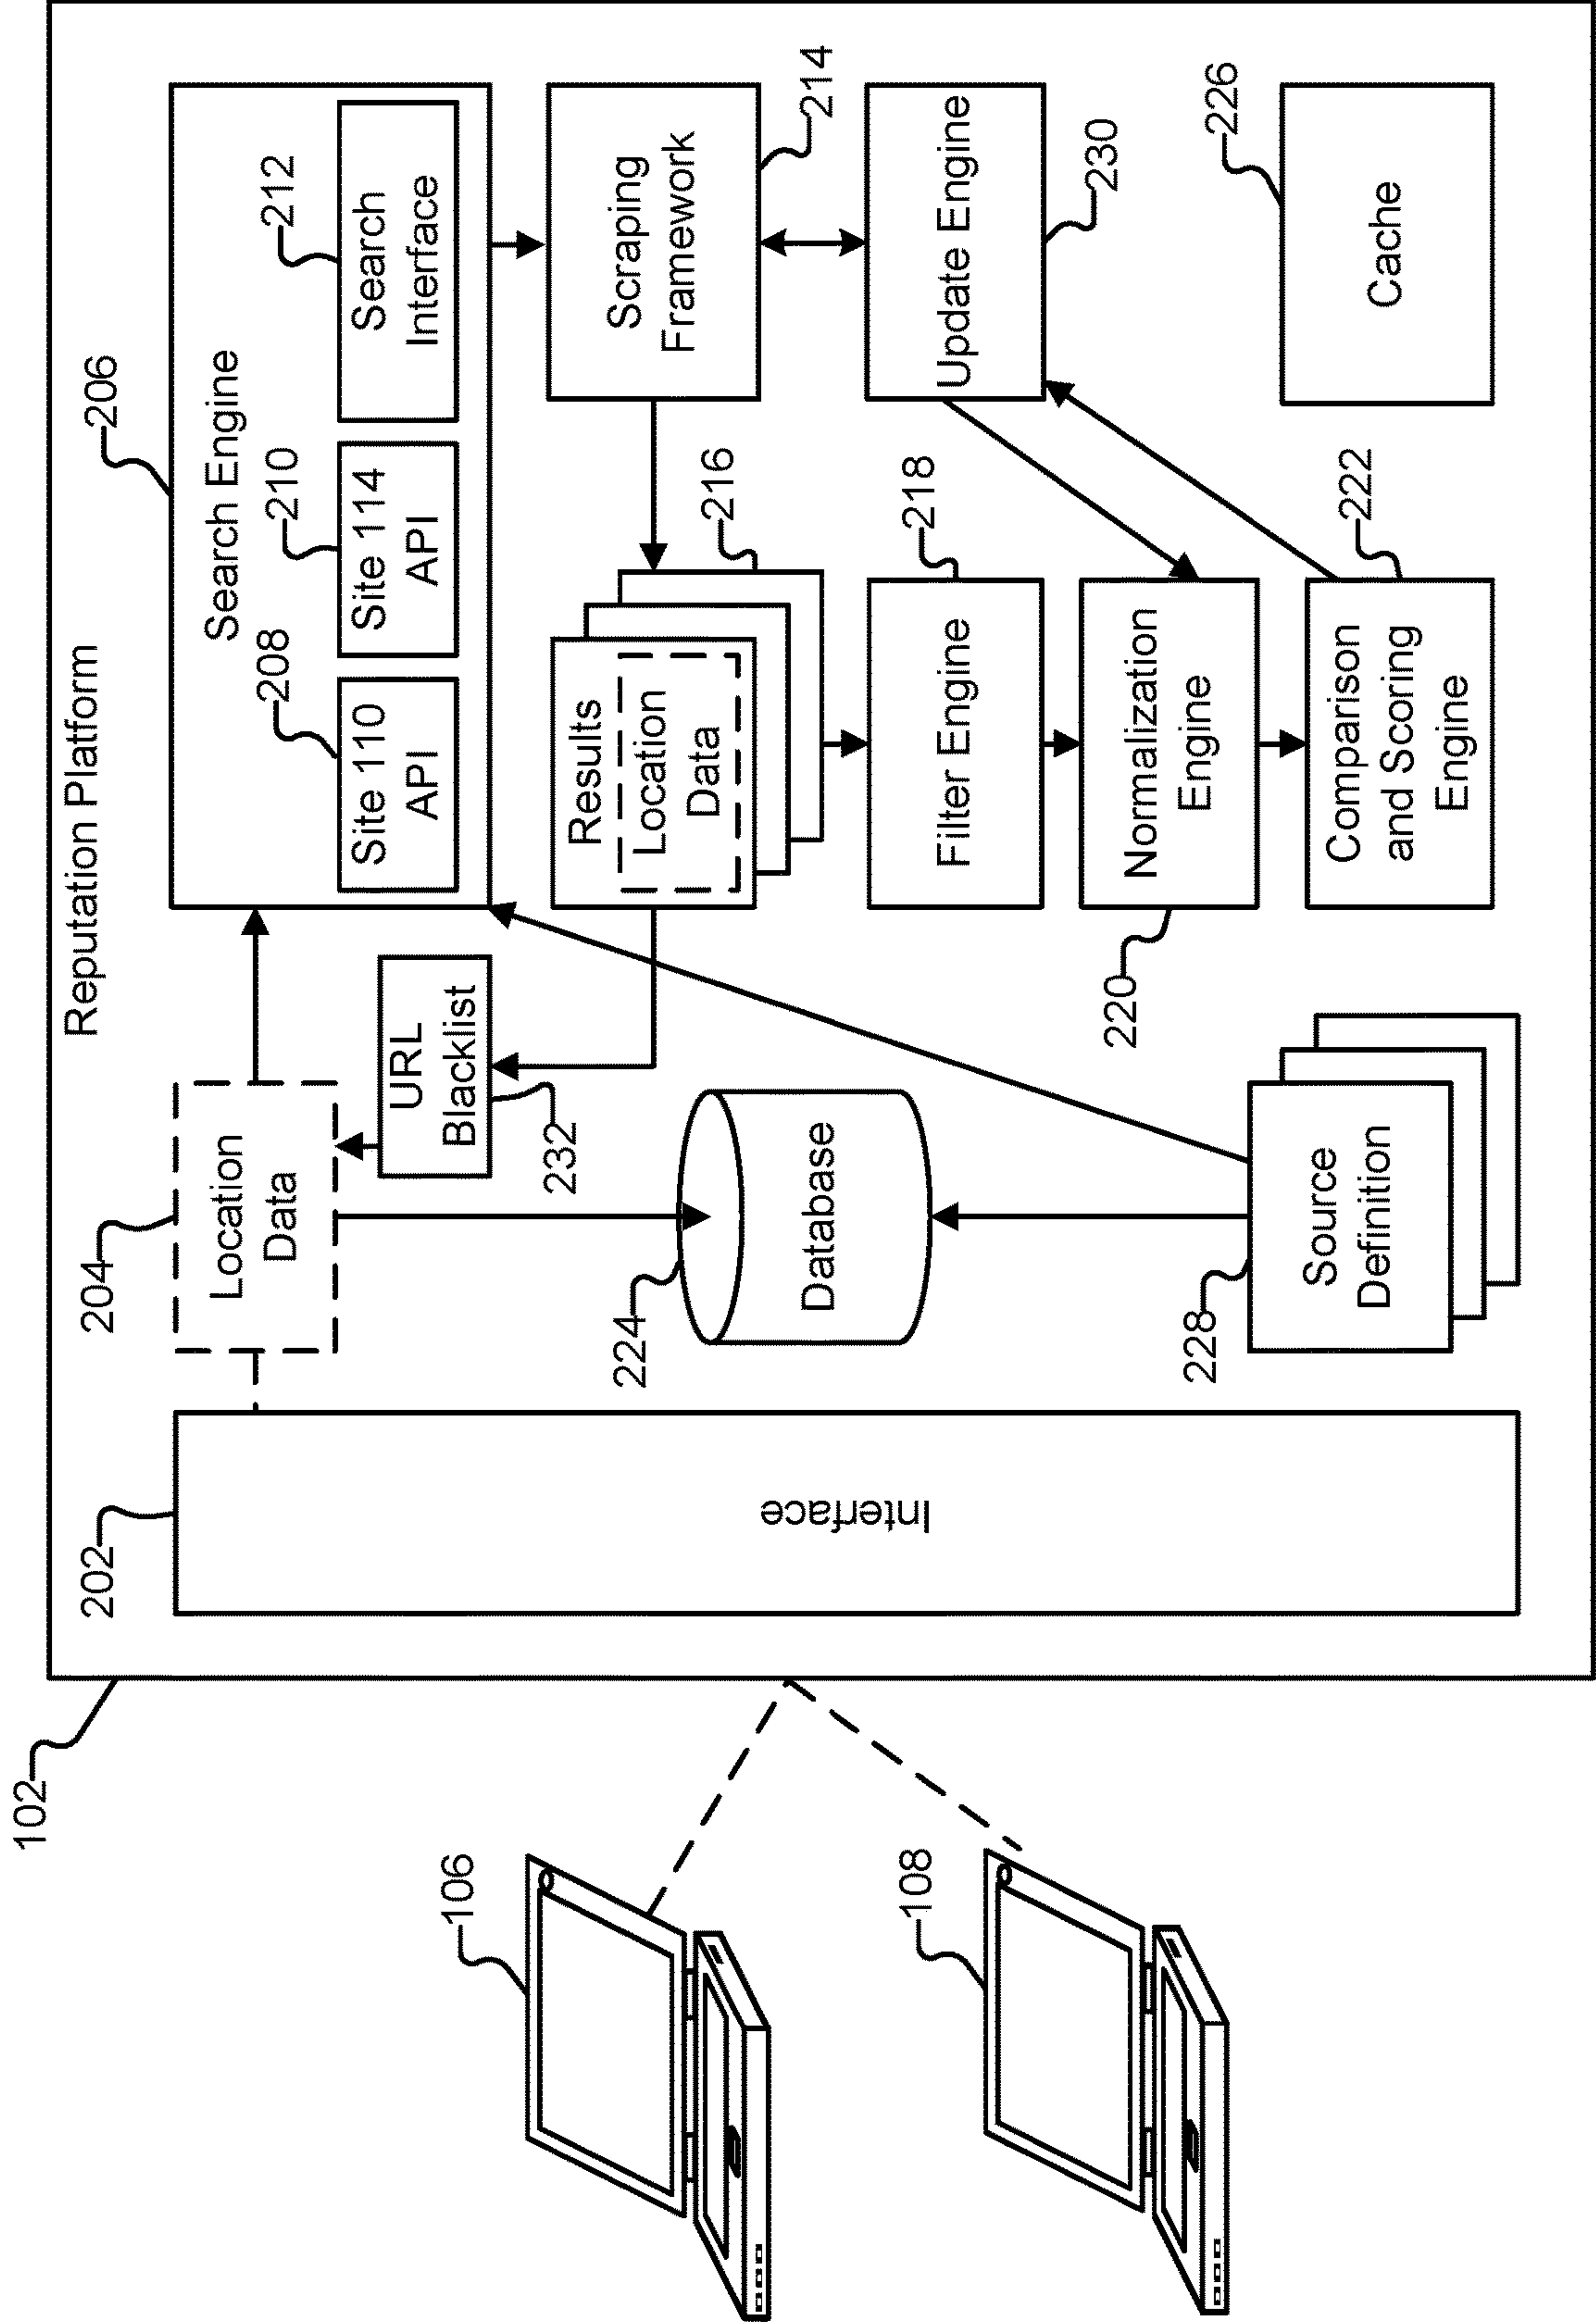 Reputation Platform
102
202
204
206
Location
Data
Search Engine
208
210
212
Site 110
API
Site 114
API
Search
Interface
URL
Blacklist
232
Results
Location
Data
216
Scraping
Framework
214
106
224
Database
Filter Engine
218
Update Engine
230
Interface
108
220
Normalization
Engine
228
Source
Definition
Comparison
and Scoring
Engine
222
Cache
226